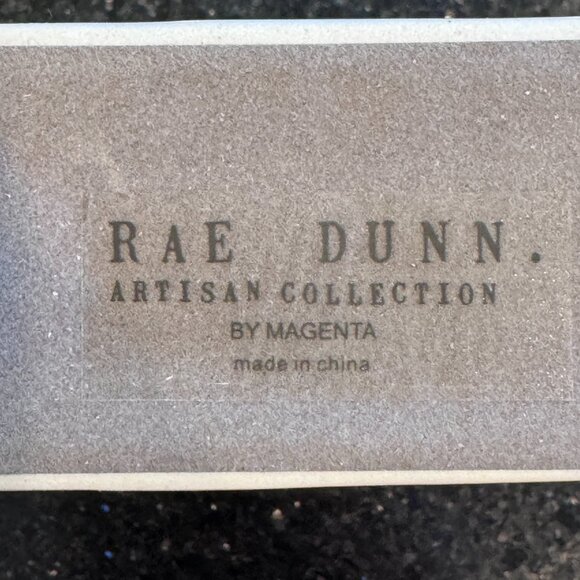 RAE DUNN.
ARTISAN COLLECTION
BY MAGENTA
made in china